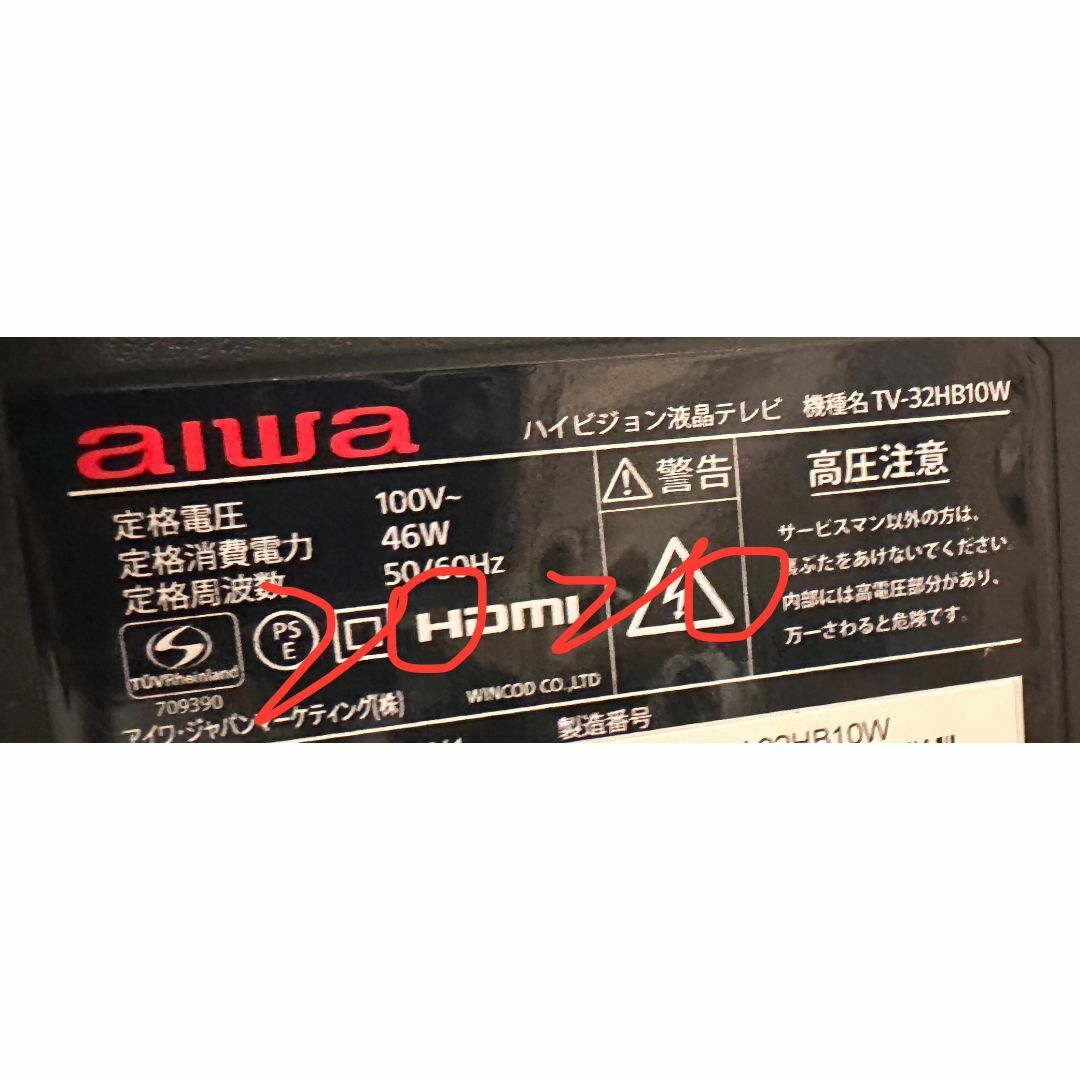 aiwa
ハイビジョン液晶テレビ 機種名 TV-32HB10W
定格電圧 100V~
定格消費電力 46W
定格周波数 50/60Hz
警告
高圧注意
サービスマン以外の方は、
裏ぶたをあけないでください。
内部には高電圧部分があり、
万一さわると危険です。
PS
E
HDMI
2020
TÜVRheinland
709390
アイワ・ジャパンマーケティング(株)
WINCOD CO.,LTD
製造番号
32HB10W